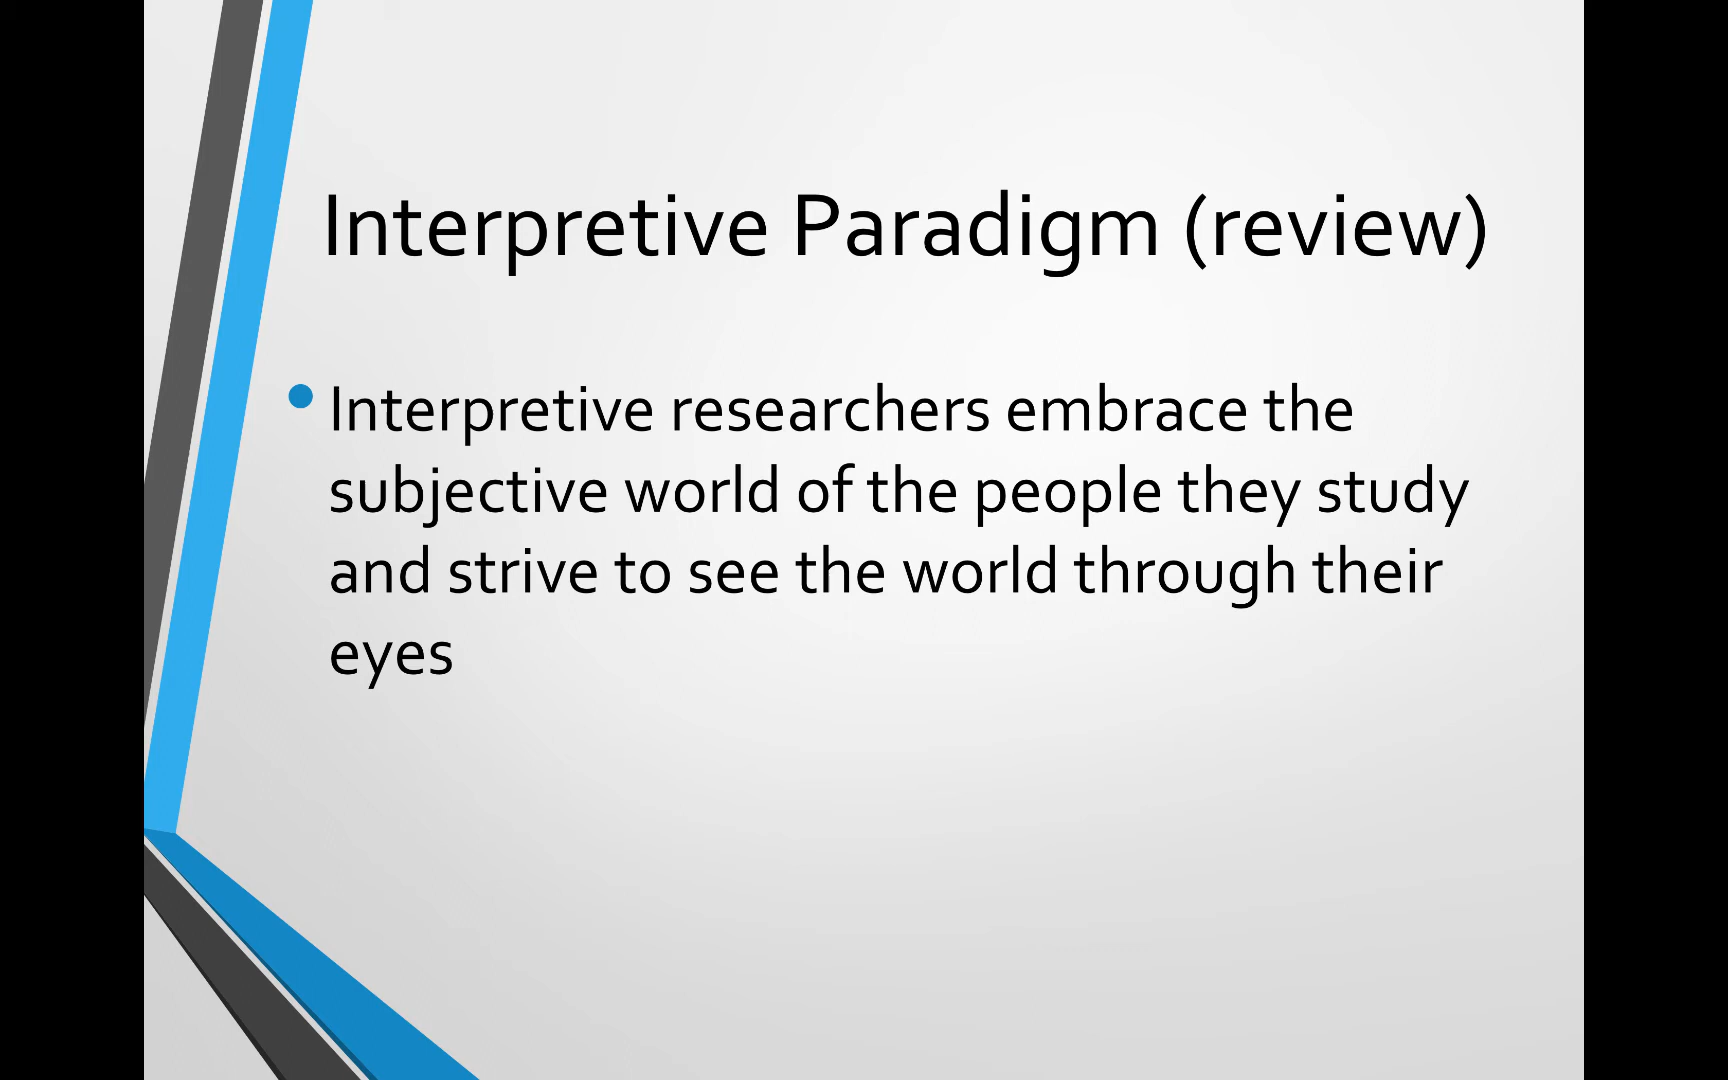 Interpretive Paradigm (review)
• Interpretive researchers embrace the
subjective world of the people they study
and strive to see the world through their
eyes